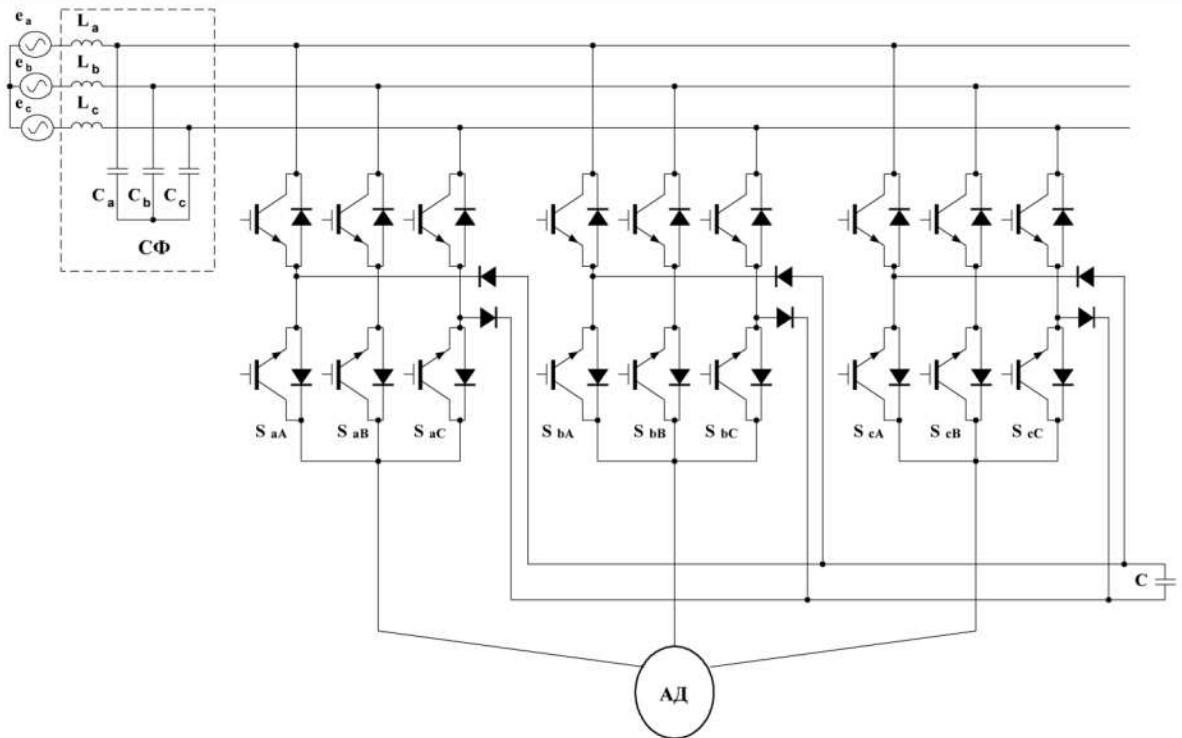 e a
L a
e b
L b
e c
L c
C a C b C c
СФ
S aA S aB S aC S bA S bB S bC S cA S cB S cC
C
АД